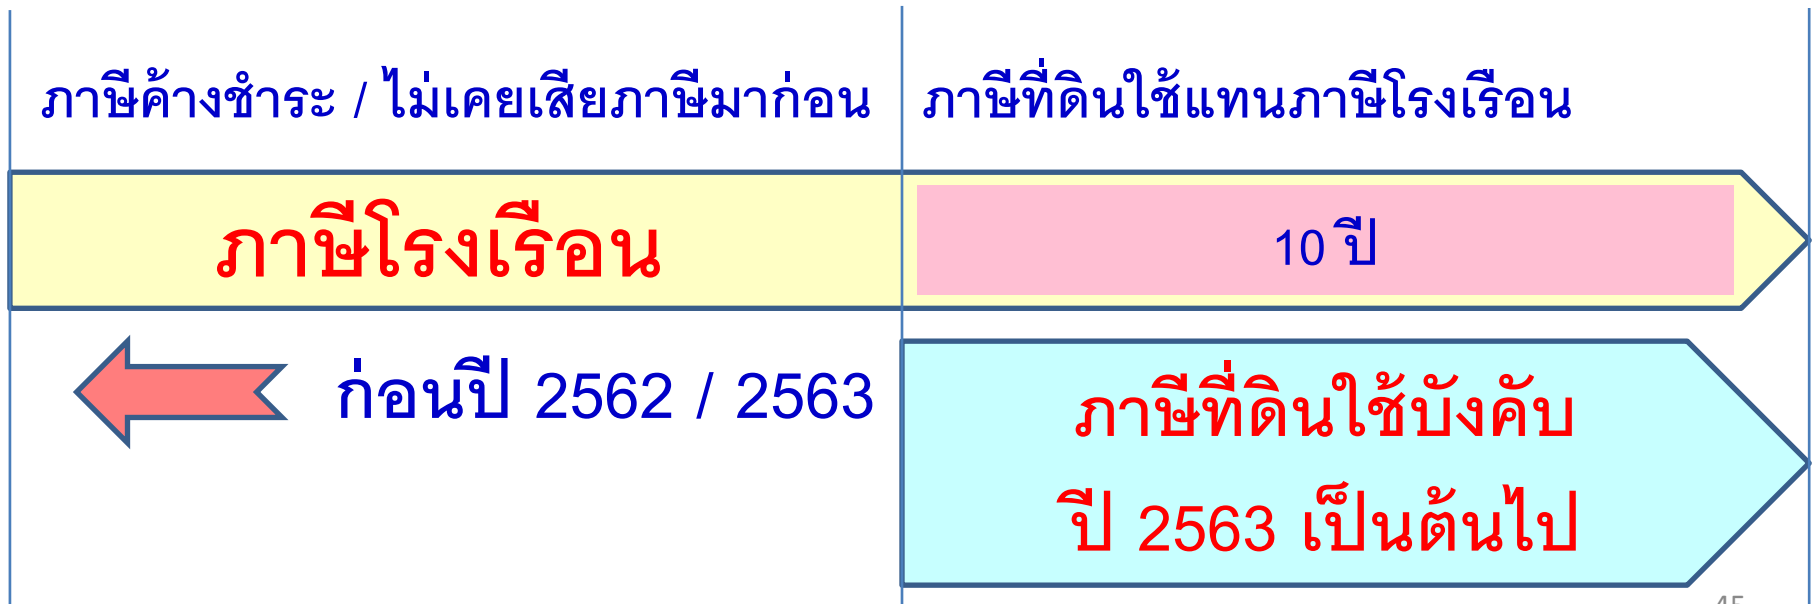 ภาษีค้างชำระ / ไม่เคยเสียภาษีมาก่อน
ภาษีที่ดินใช้แทนภาษีโรงเรือน
ภาษีโรงเรือน
10 ปี
ก่อนปี 2562 / 2563
ภาษีที่ดินใช้บังคับ
ปี 2563 เป็นต้นไป
45